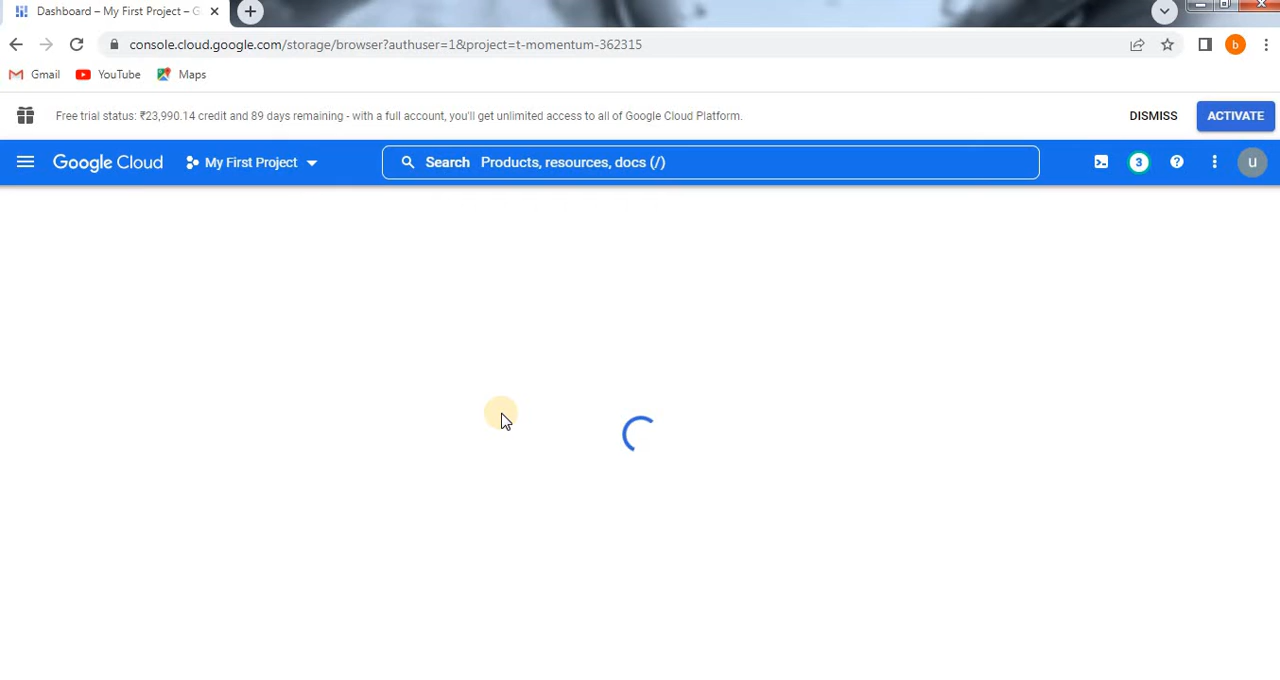 Dashboard – My First Project – G
console.cloud.google.com/storage/browser?authuser=1&project=t-momentum-362315
b
Gmail YouTube Maps
Free trial status: ₹23,990.14 credit and 89 days remaining - with a full account, you'll get unlimited access to all of Google Cloud Platform.
DISMISS
ACTIVATE
Google Cloud
My First Project
Search Products, resources, docs (/)
3
?
u